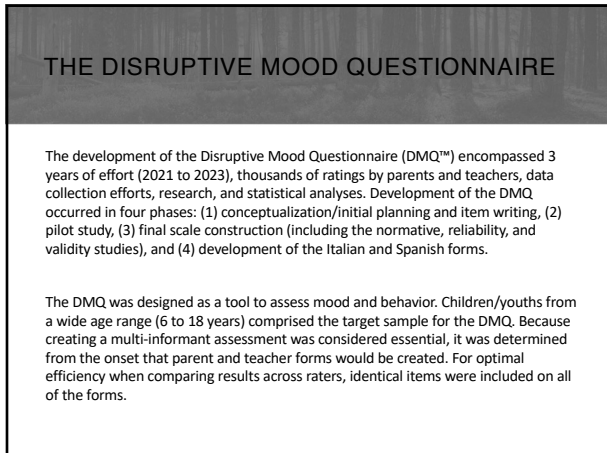 THE DISRUPTIVE MOOD QUESTIONNAIRE
The development of the Disruptive Mood Questionnaire (DMQ™) encompassed 3
years of effort (2021 to 2023), thousands of ratings by parents and teachers, data
collection efforts, research, and statistical analyses. Development of the DMQ
occurred in four phases: (1) conceptualization/initial planning and item writing, (2)
pilot study, (3) final scale construction (including the normative, reliability, and
validity studies), and (4) development of the Italian and Spanish forms.
The DMQ was designed as a tool to assess mood and behavior. Children/youths from
a wide age range (6 to 18 years) comprised the target sample for the DMQ. Because
creating a multi-informant assessment was considered essential, it was determined
from the onset that parent and teacher forms would be created. For optimal
efficiency when comparing results across raters, identical items were included on all
of the forms.